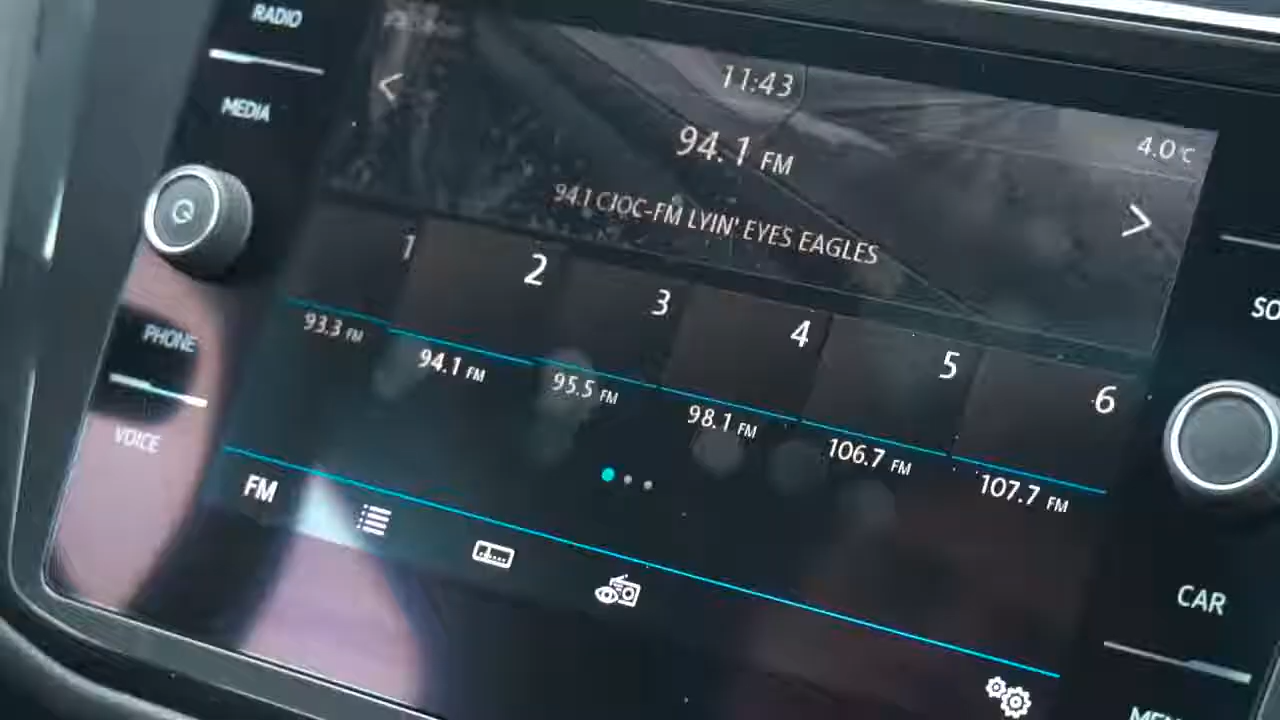 RADIO
MEDIA
PHONE
VOICE
11:43
4.0°C
94.1 FM
94.1 CIOC-FM LYIN' EYES EAGLES
1
2
3
4
5
6
93.3 FM
94.1 FM
95.5 FM
98.1 FM
106.7 FM
107.7 FM
FM
CAR